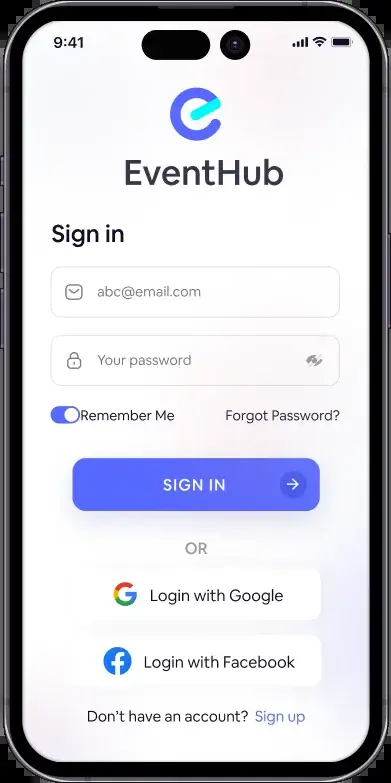 9:41
EventHub
Sign in
abc@email.com
Your password
Remember Me Forgot Password?
SIGN IN
OR
Login with Google
Login with Facebook
Don't have an account? Sign up